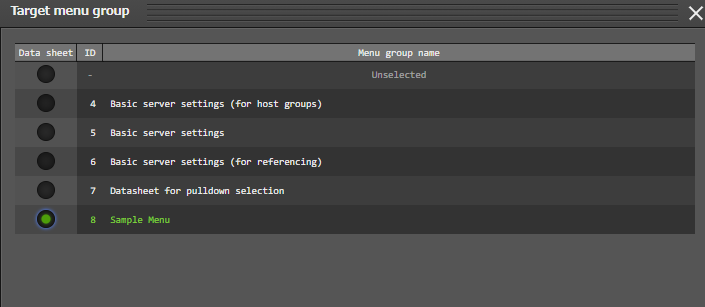 Target menu group
Data sheet ID Menu group name
- Unselected
4 Basic server settings (for host groups)
5 Basic server settings
6 Basic server settings (for referencing)
7 Datasheet for pulldown selection
8 Sample Menu